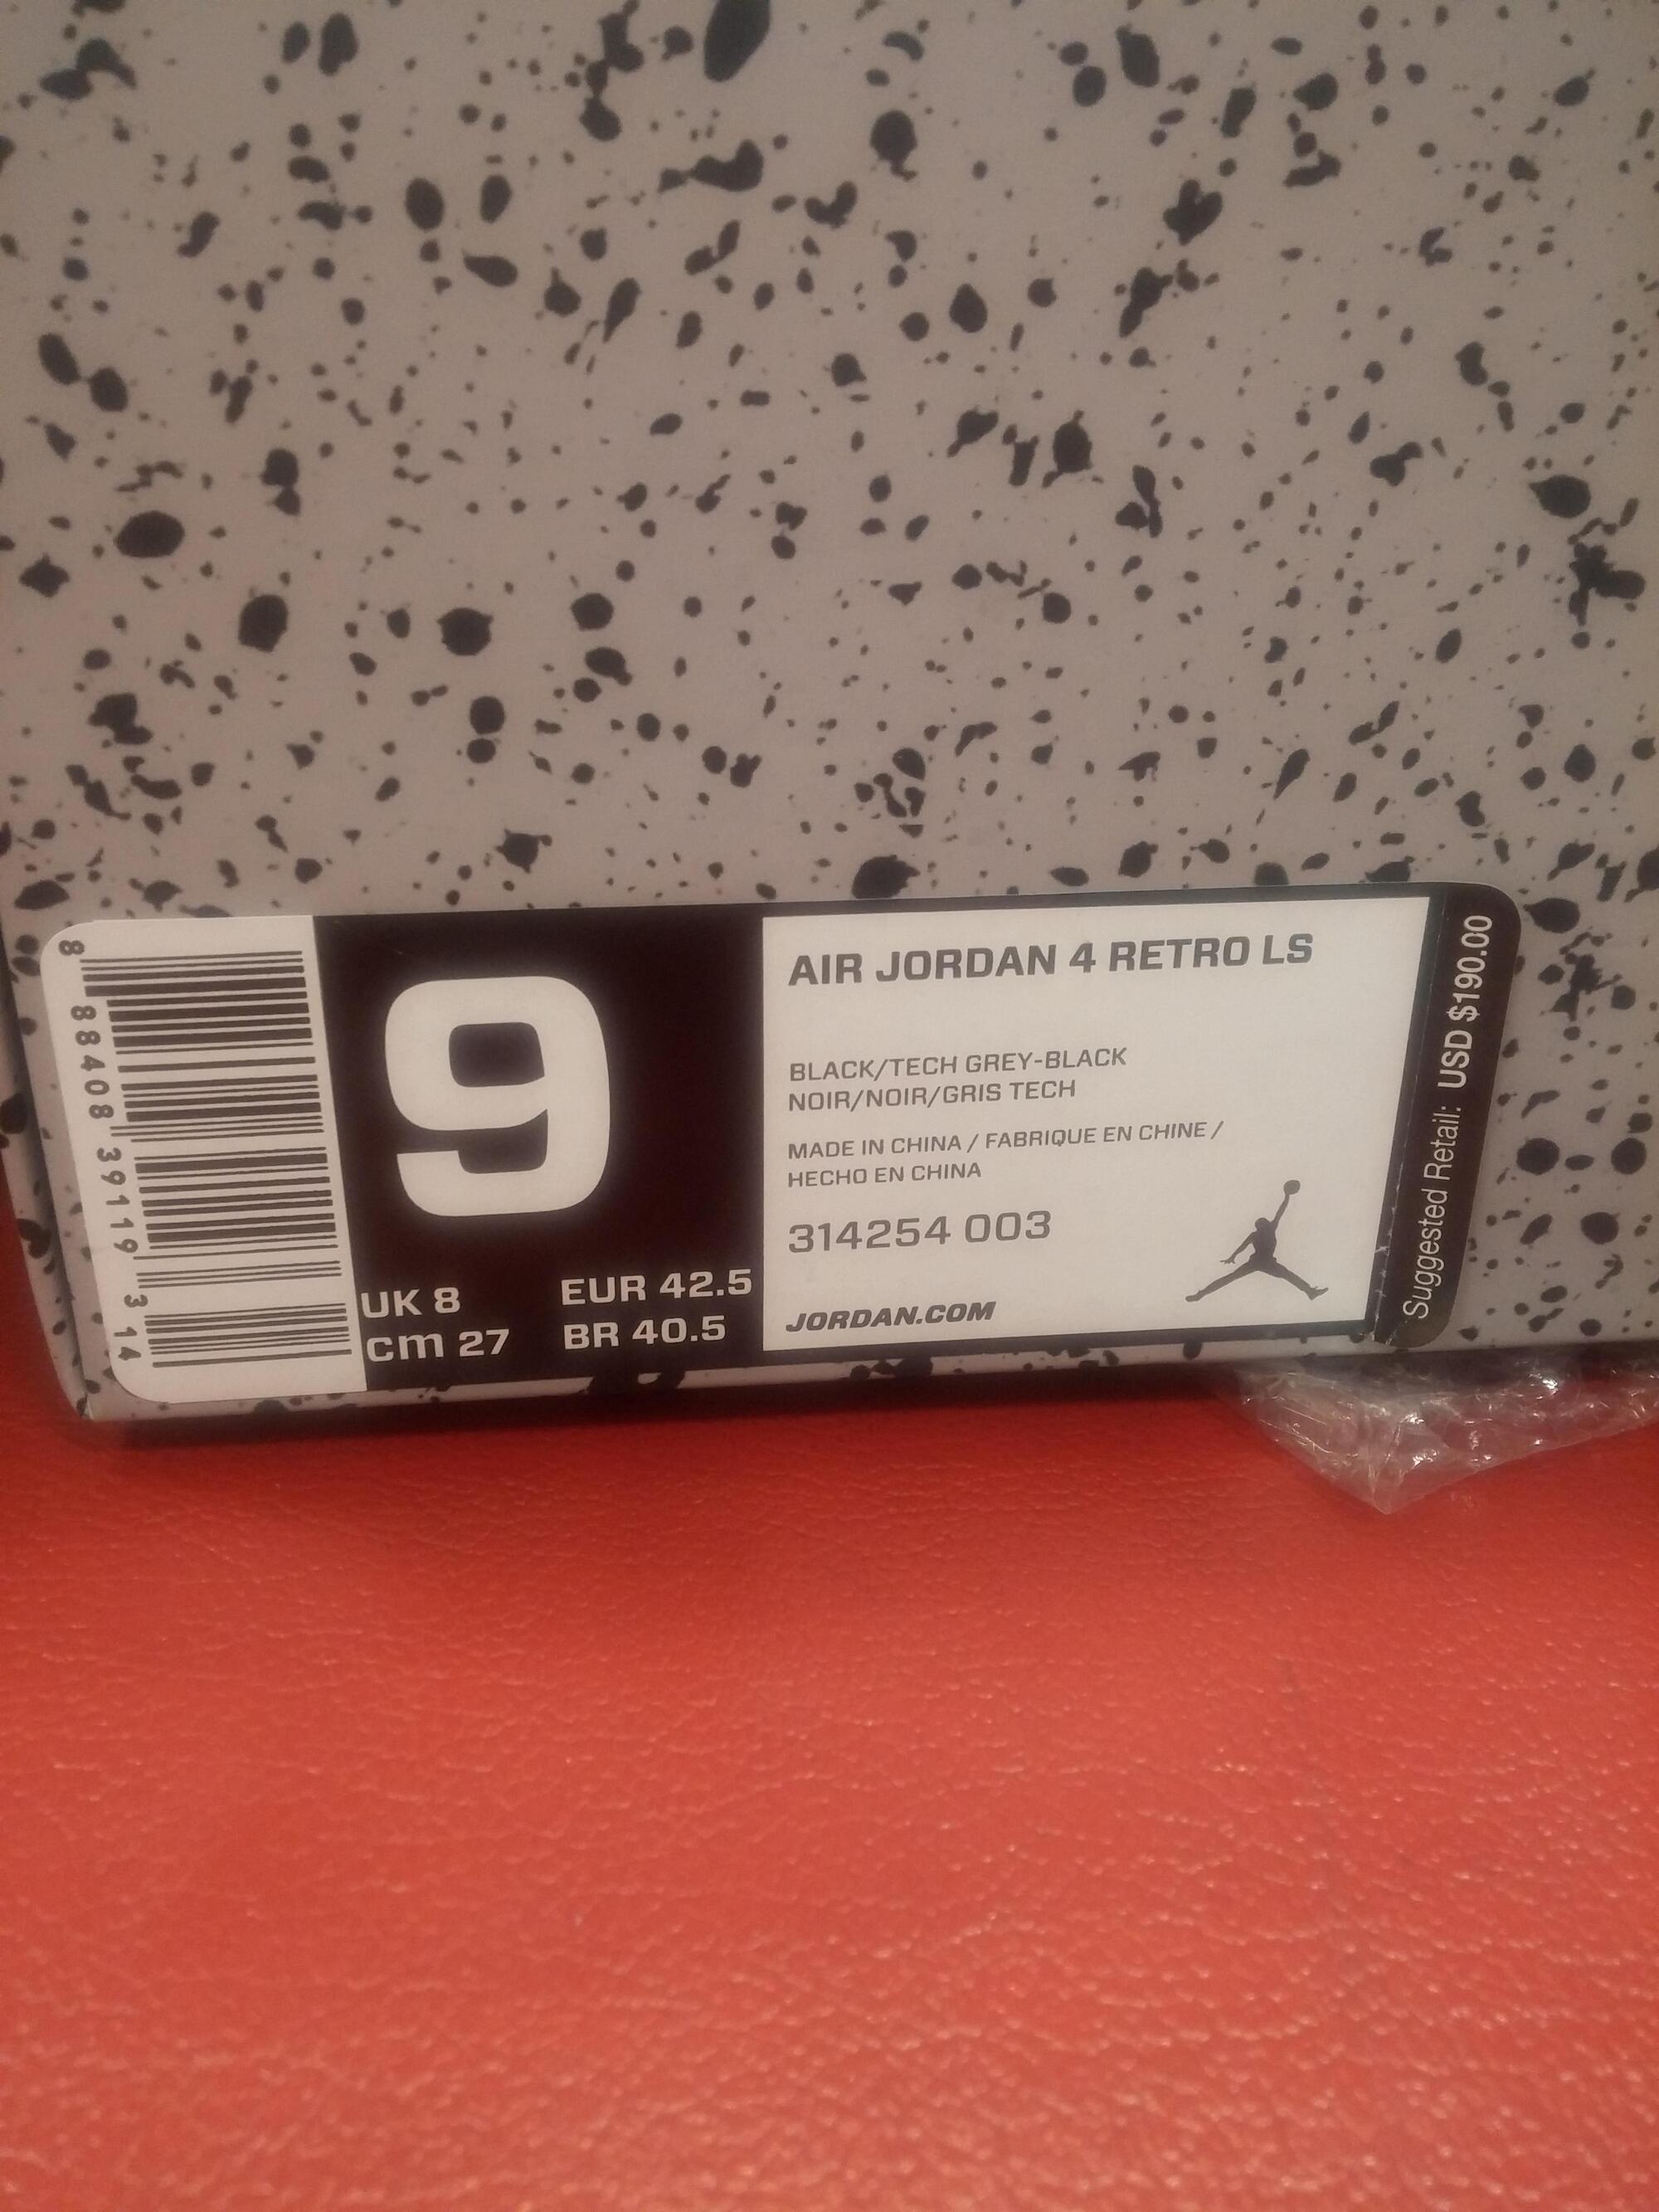 8 88408 39119 3 14
9
UK 8 EUR 42.5
cm 27 BR 40.5
AIR JORDAN 4 RETRO LS
BLACK/TECH GREY-BLACK
NOIR/NOIR/GRIS TECH
MADE IN CHINA / FABRIQUE EN CHINE /
HECHO EN CHINA
314254 003
JORDAN.COM
Suggested Retail: USD $190.00